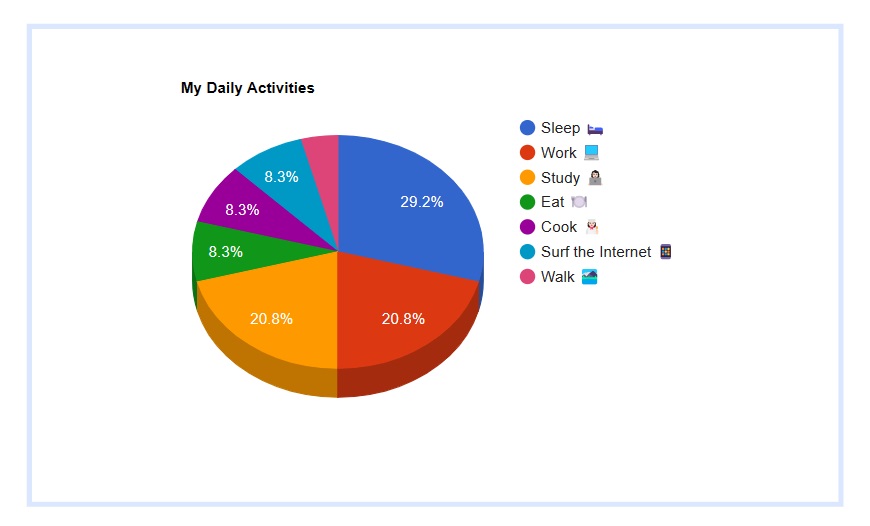 My Daily Activities
Sleep 🛏️
Work 💻
Study 👩‍💻
Eat 🍽️
Cook 👩‍🍳
Surf the Internet 📱
Walk 🏞️
29.2%
20.8%
20.8%
8.3%
8.3%
8.3%